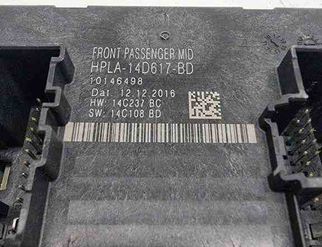 FRONT PASSENGER MID
HPLA-14D617-BD
10146498
Dat: 12.12.2016
HW: 14C237 BC
SW: 14C108 BD